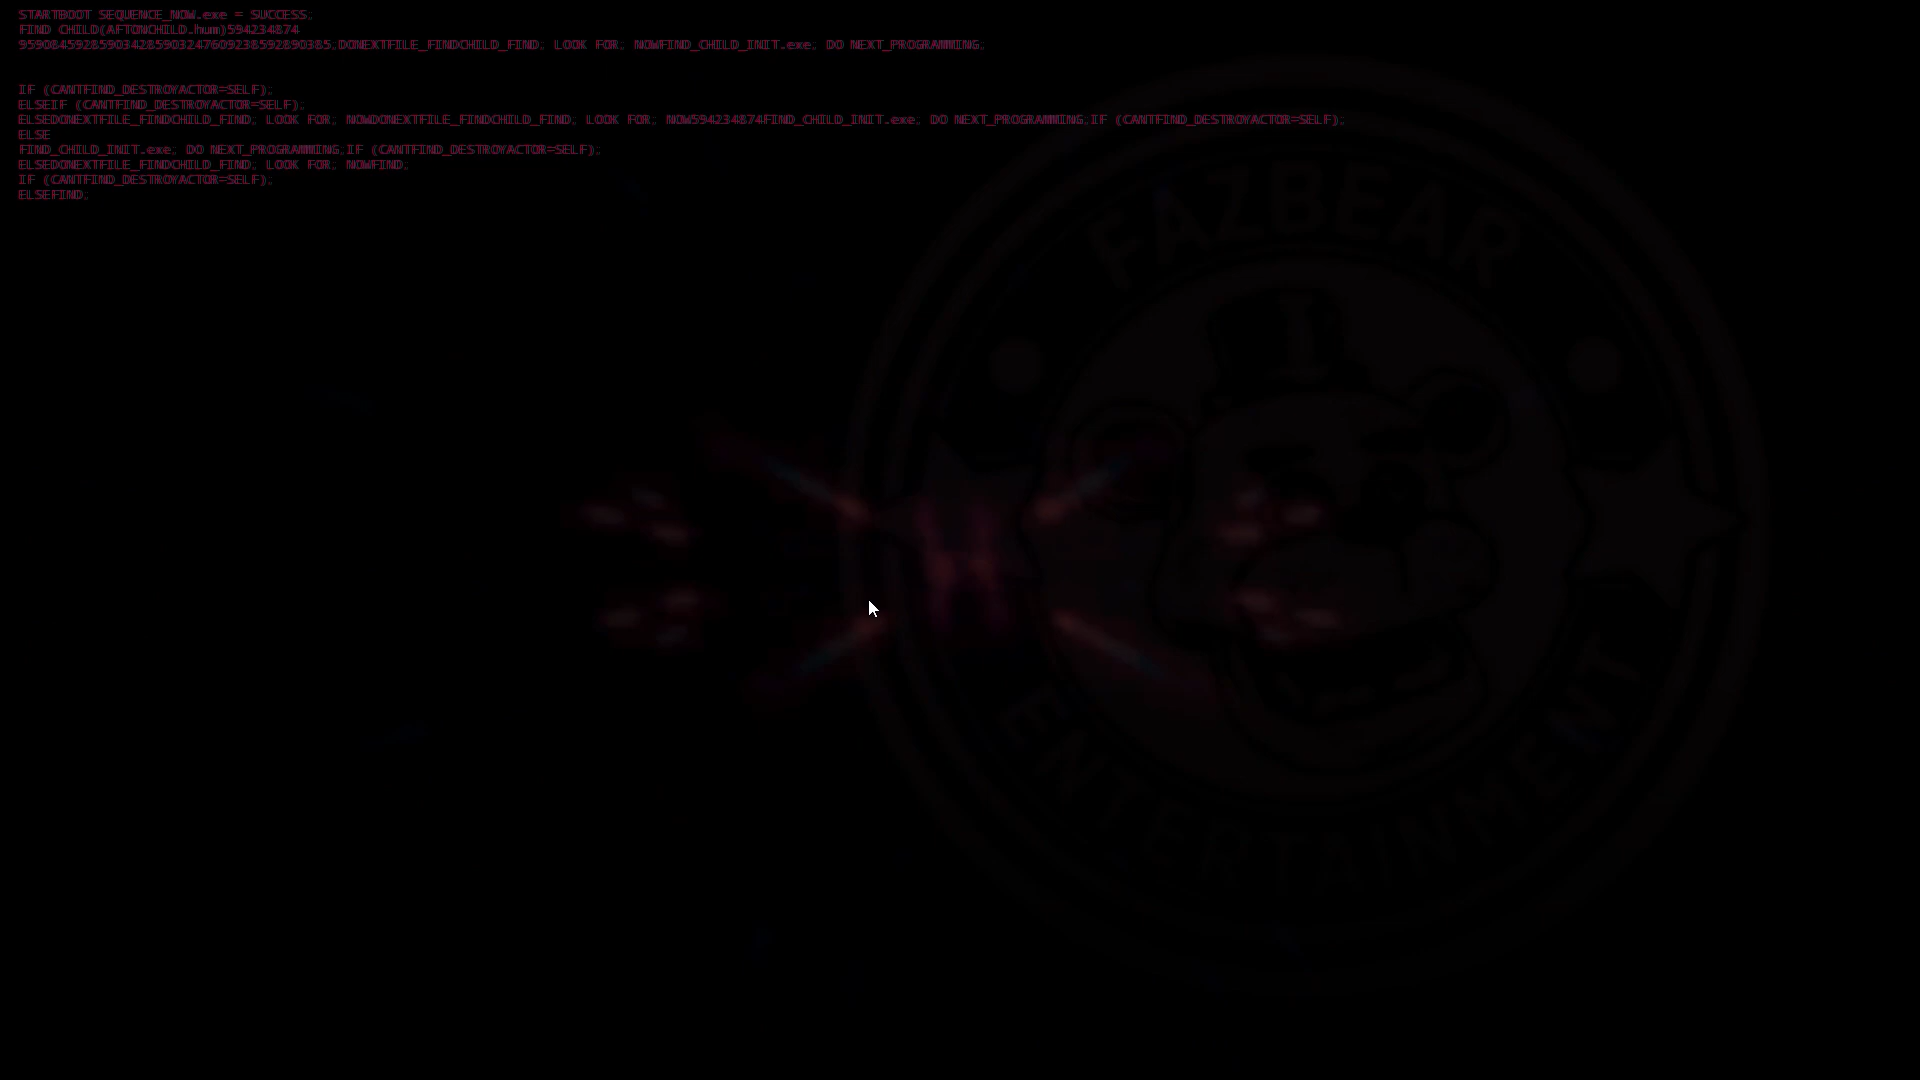 STARTBOOT SEQUENCE_NOW.exe = SUCCESS;
FIND CHILD(AFTONCHILD.hum)594234874
959084592859034285903247609238592890385;DONEXTFILE_FINDCHILD_FIND; LOOK FOR; NOWFIND_CHILD_INIT.exe; DO NEXT_PROGRAMMING;
IF (CANTFIND_DESTROYACTOR=SELF);
ELSEIF (CANTFIND_DESTROYACTOR=SELF);
ELSEDONEXTFILE_FINDCHILD_FIND; LOOK FOR; NOWDONEXTFILE_FINDCHILD_FIND; LOOK FOR; NOW594234874FIND_CHILD_INIT.exe; DO NEXT_PROGRAMMING;IF (CANTFIND_DESTROYACTOR=SELF);
ELSE
FIND_CHILD_INIT.exe; DO NEXT_PROGRAMMING;IF (CANTFIND_DESTROYACTOR=SELF);
ELSEDONEXTFILE_FINDCHILD_FIND; LOOK FOR; NOWFIND;
IF (CANTFIND_DESTROYACTOR=SELF);
ELSEFIND;
FAZBEAR
ENTERTAINMENT